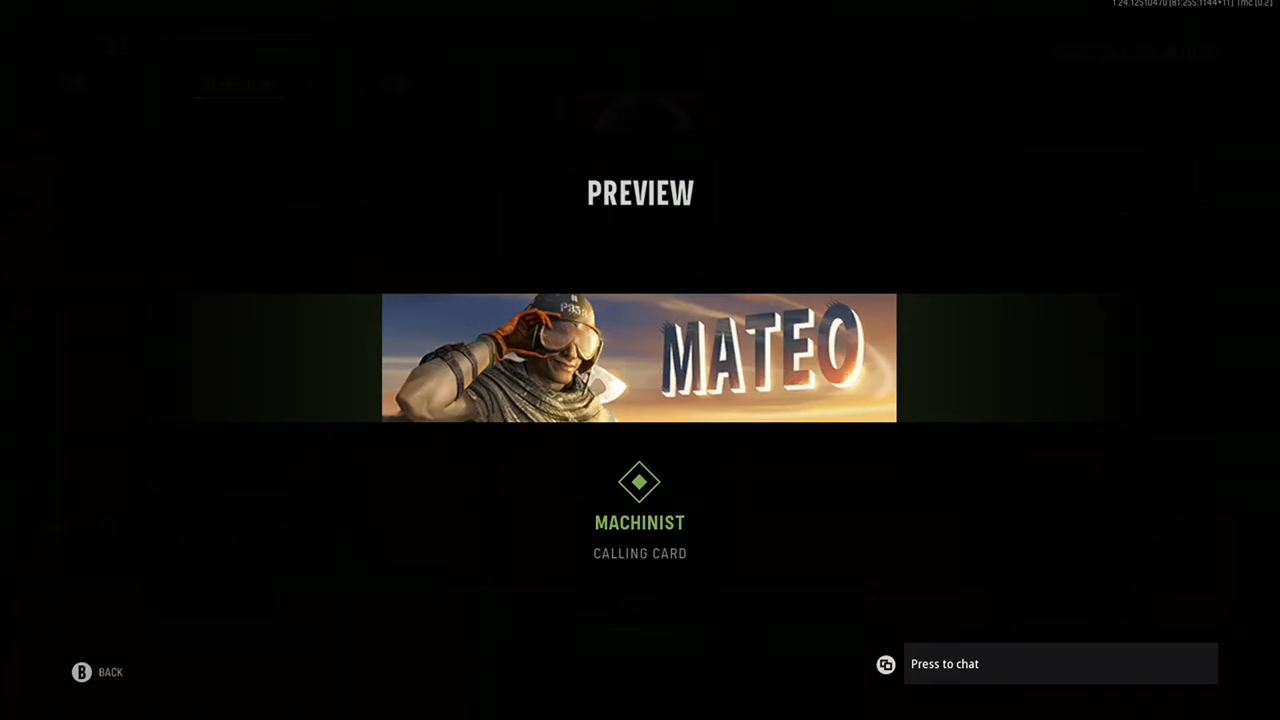 PREVIEW
MATEO
MACHINIST
CALLING CARD
B BACK
Press to chat